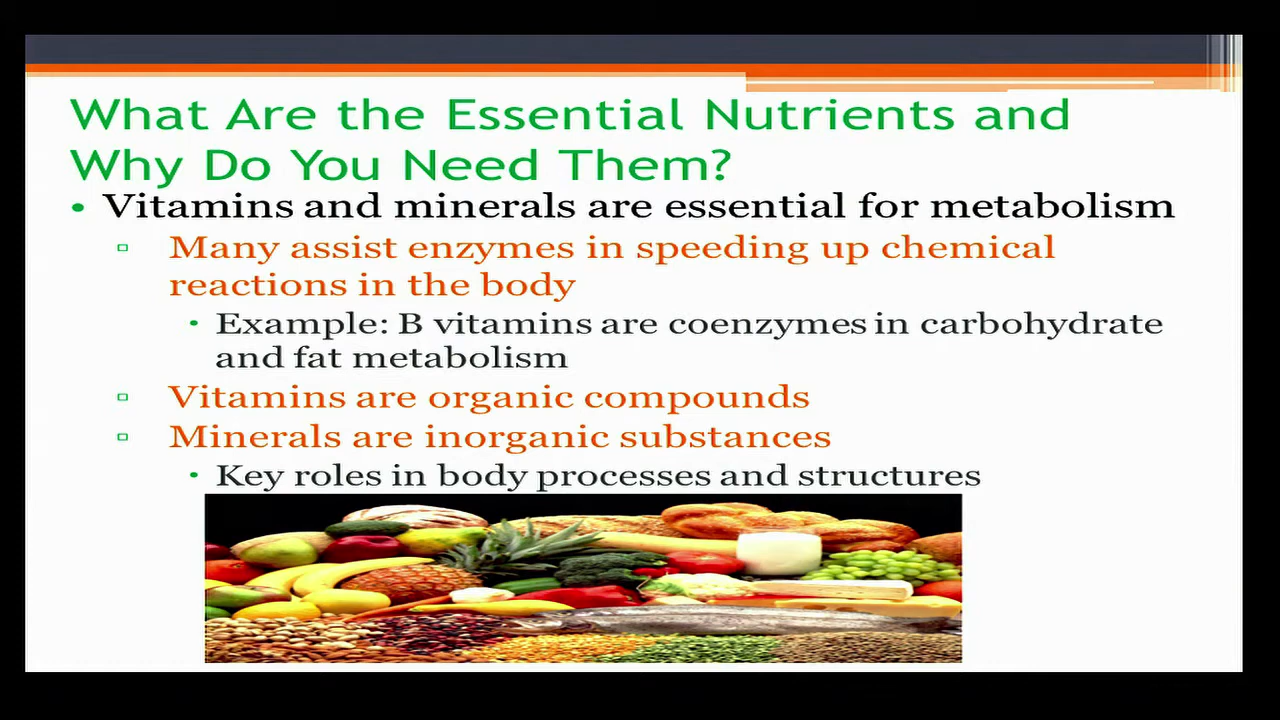 What Are the Essential Nutrients and
Why Do You Need Them?
• Vitamins and minerals are essential for metabolism
▫ Many assist enzymes in speeding up chemical
reactions in the body
• Example: B vitamins are coenzymes in carbohydrate
and fat metabolism
▫ Vitamins are organic compounds
▫ Minerals are inorganic substances
• Key roles in body processes and structures